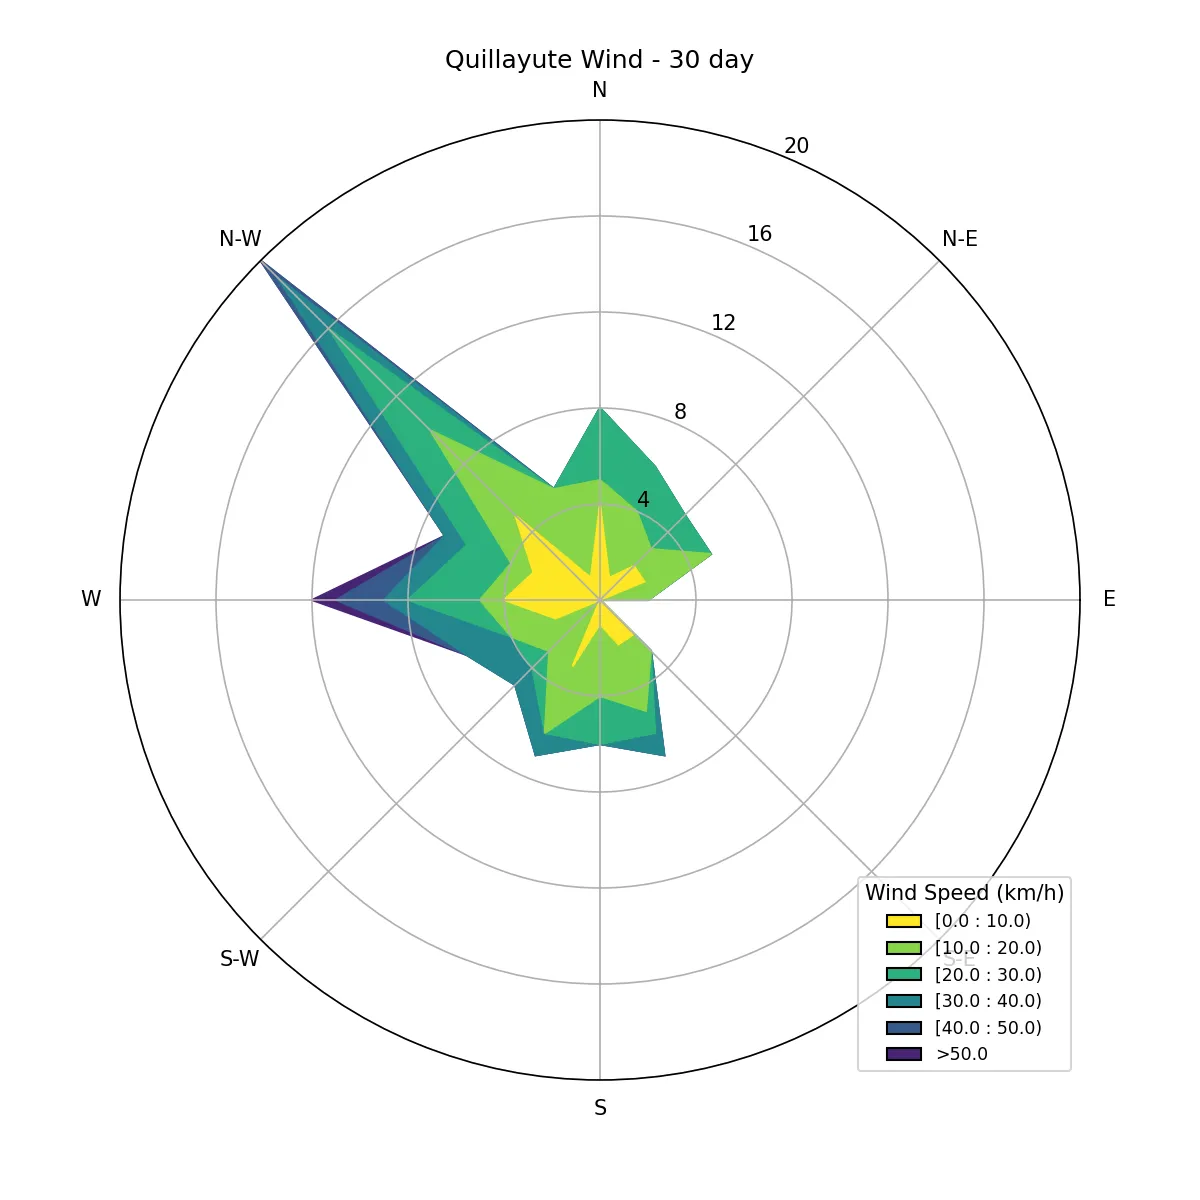 Quillayute Wind - 30 day
N
20
N-W
16
N-E
12
8
4
W
E
S-W
S-E
S
Wind Speed (km/h)
[0.0 : 10.0)
[10.0 : 20.0)
[20.0 : 30.0)
[30.0 : 40.0)
[40.0 : 50.0)
>50.0